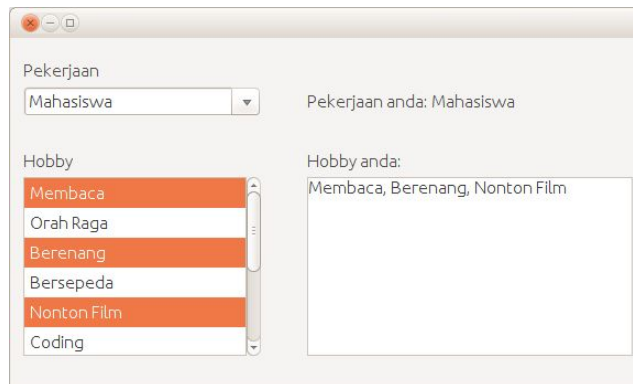 Pekerjaan
Mahasiswa
Pekerjaan anda: Mahasiswa
Hobby
Hobby anda:
Membaca
Orah Raga
Berenang
Bersepeda
Nonton Film
Coding
Membaca, Berenang, Nonton Film